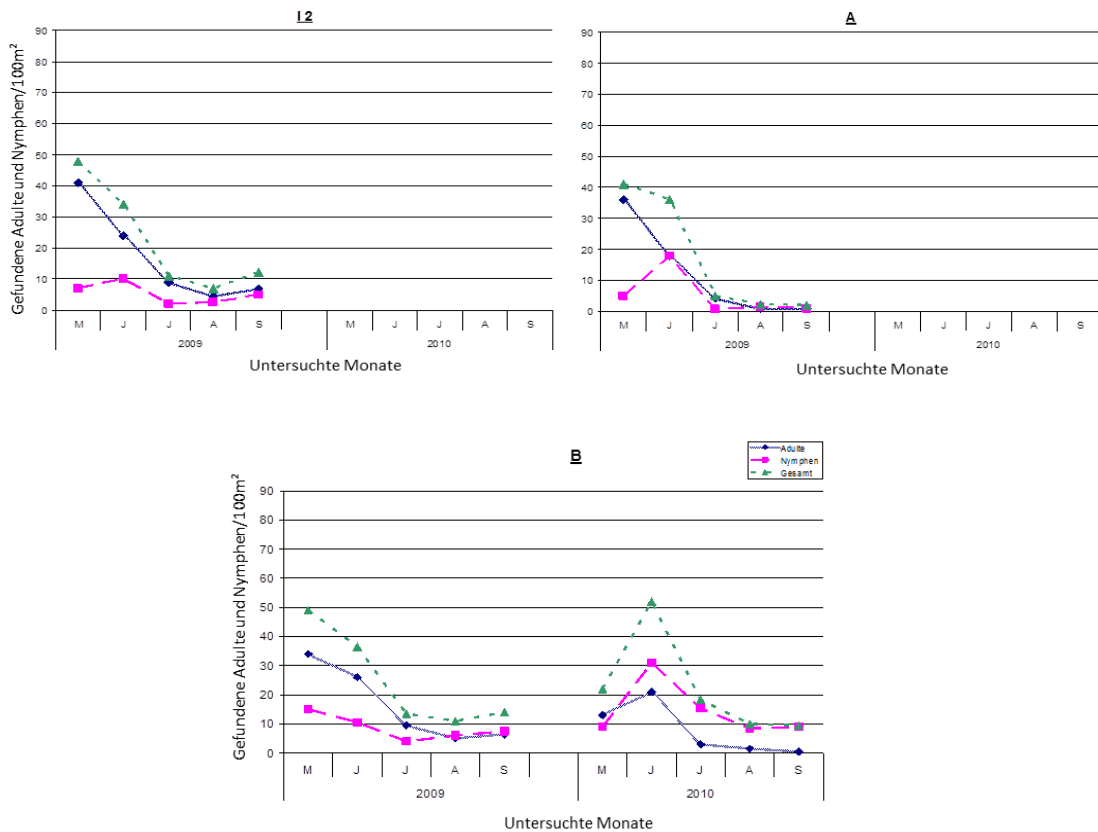 I 2
Gefundene Adulte und Nymphen/100m²
90
80
70
60
50
40
30
20
10
0
M J J A S M J J A S
2009 2010
Untersuchte Monate
A
90
80
70
60
50
40
30
20
10
0
M J J A S M J J A S
2009 2010
Untersuchte Monate
B
Adulte
Nymphen
Gesamt
Gefundene Adulte und Nymphen/100m²
90
80
70
60
50
40
30
20
10
0
M J J A S M J J A S
2009 2010
Untersuchte Monate